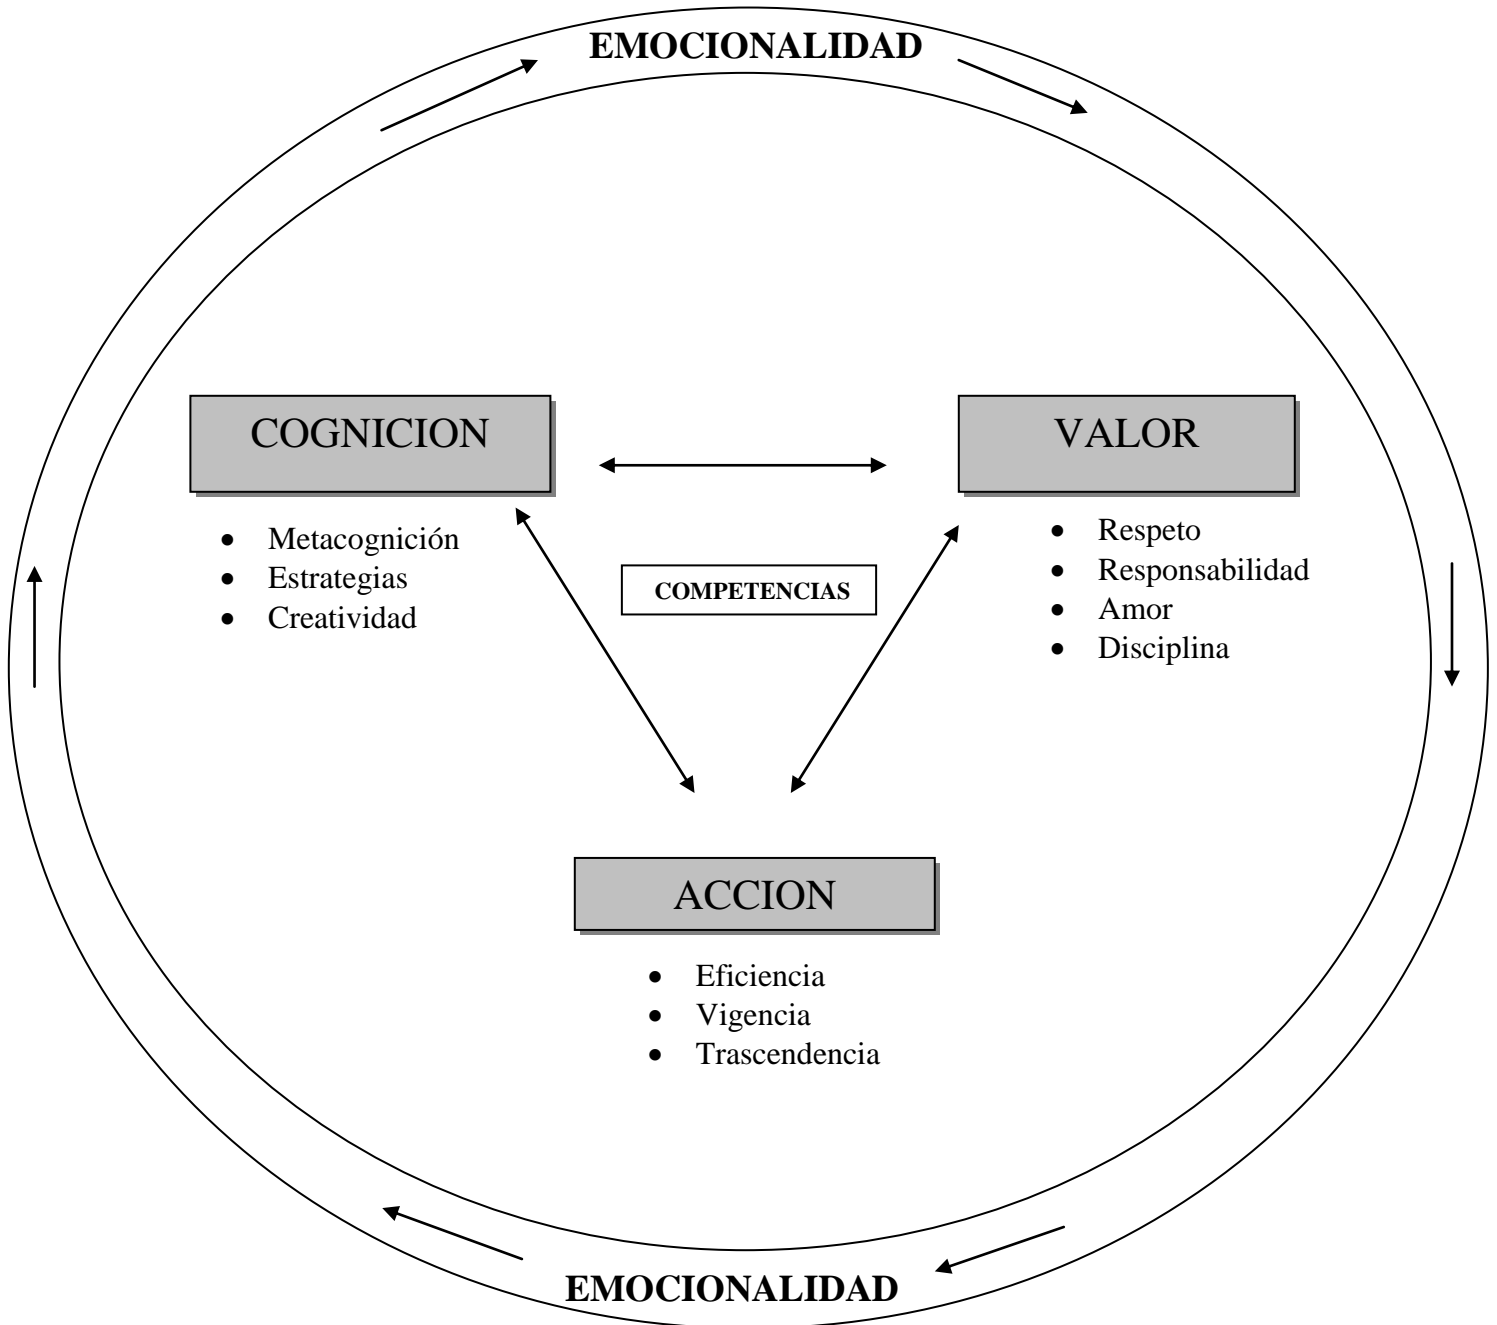 EMOCIONALIDAD
COGNICION
• Metacognición
• Estrategias
• Creatividad
VALOR
• Respeto
• Responsabilidad
• Amor
• Disciplina
COMPETENCIAS
ACCION
• Eficiencia
• Vigencia
• Trascendencia
EMOCIONALIDAD